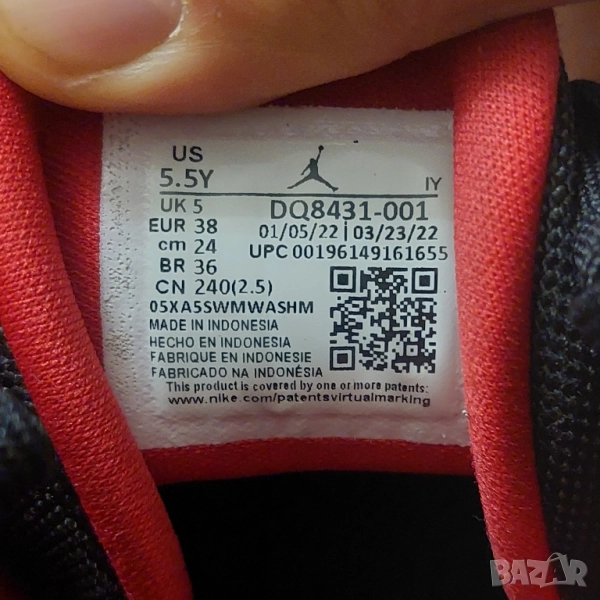 US
5.5Y
IY
UK 5
EUR 38
cm 24
BR 36
CN 240(2.5)
DQ8431-001
01/05/22 | 03/23/22
UPC 00196149161655
05XA5SWMWASHM
MADE IN INDONESIA
HECHO EN INDONESIA
FABRIQUE EN INDONESIE
FABRICADO NA INDONÉSIA
This product is covered by one or more patents:
www.nike.com/patentsvirtualmarking
BAZAR